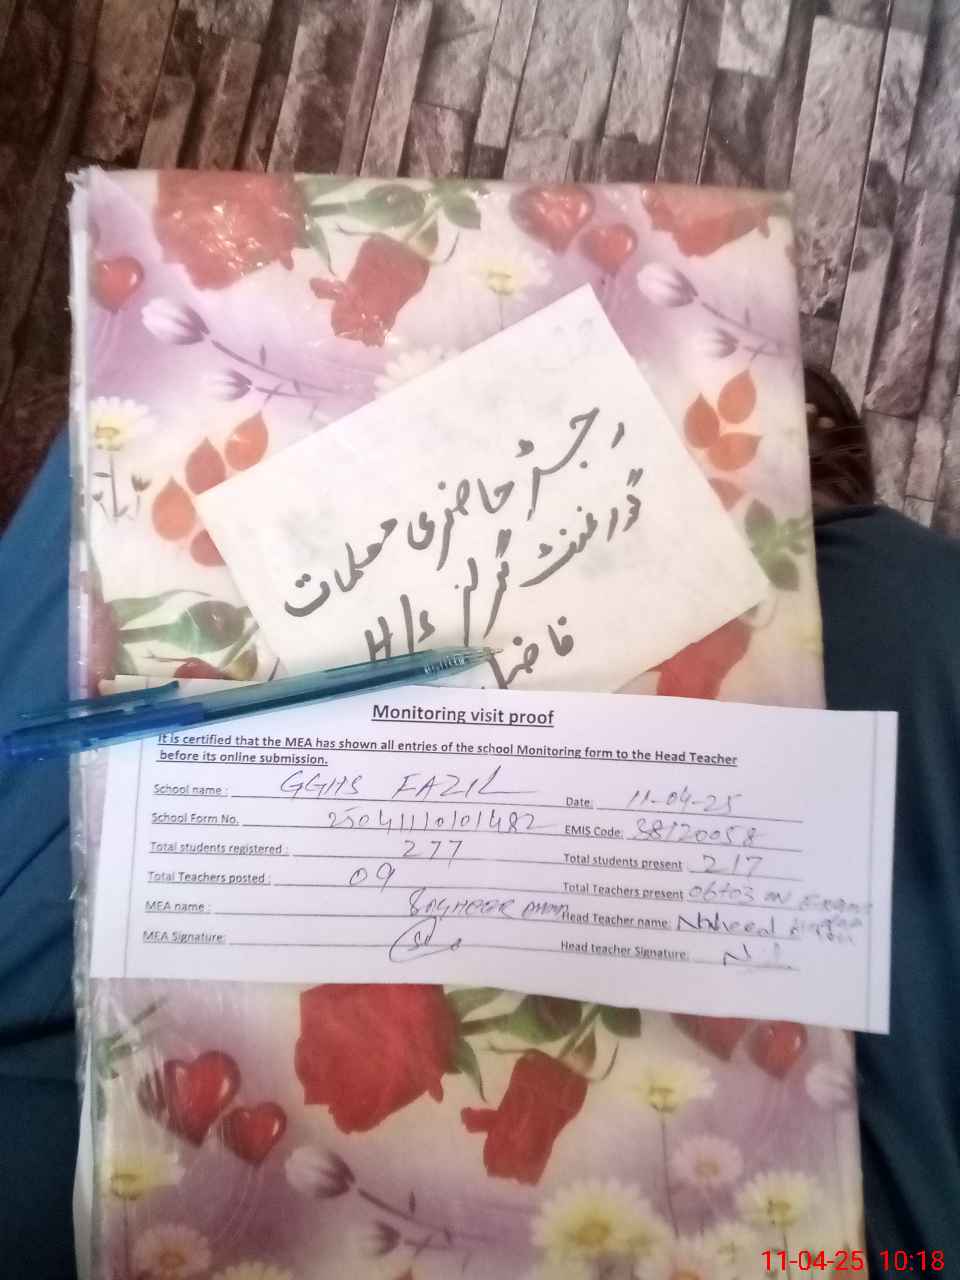 رجسڑ حاضری معلمات
گورنمنٹ گرلز H/S
فاضل
Monitoring visit proof
It is certified that the MEA has shown all entries of the school Monitoring form to the Head Teacher
before its online submission.
School name : GGHS FAZIL Date: 11-04-25
School Form No. 25041110101482 EMIS Code: 38120058
Total students registered : 277 Total students present 217
Total Teachers posted : 09 Total Teachers present 06+03 ON
MEA name : Head Teacher name:
MEA Signature: Head teacher Signature:
11-04-25 10:18